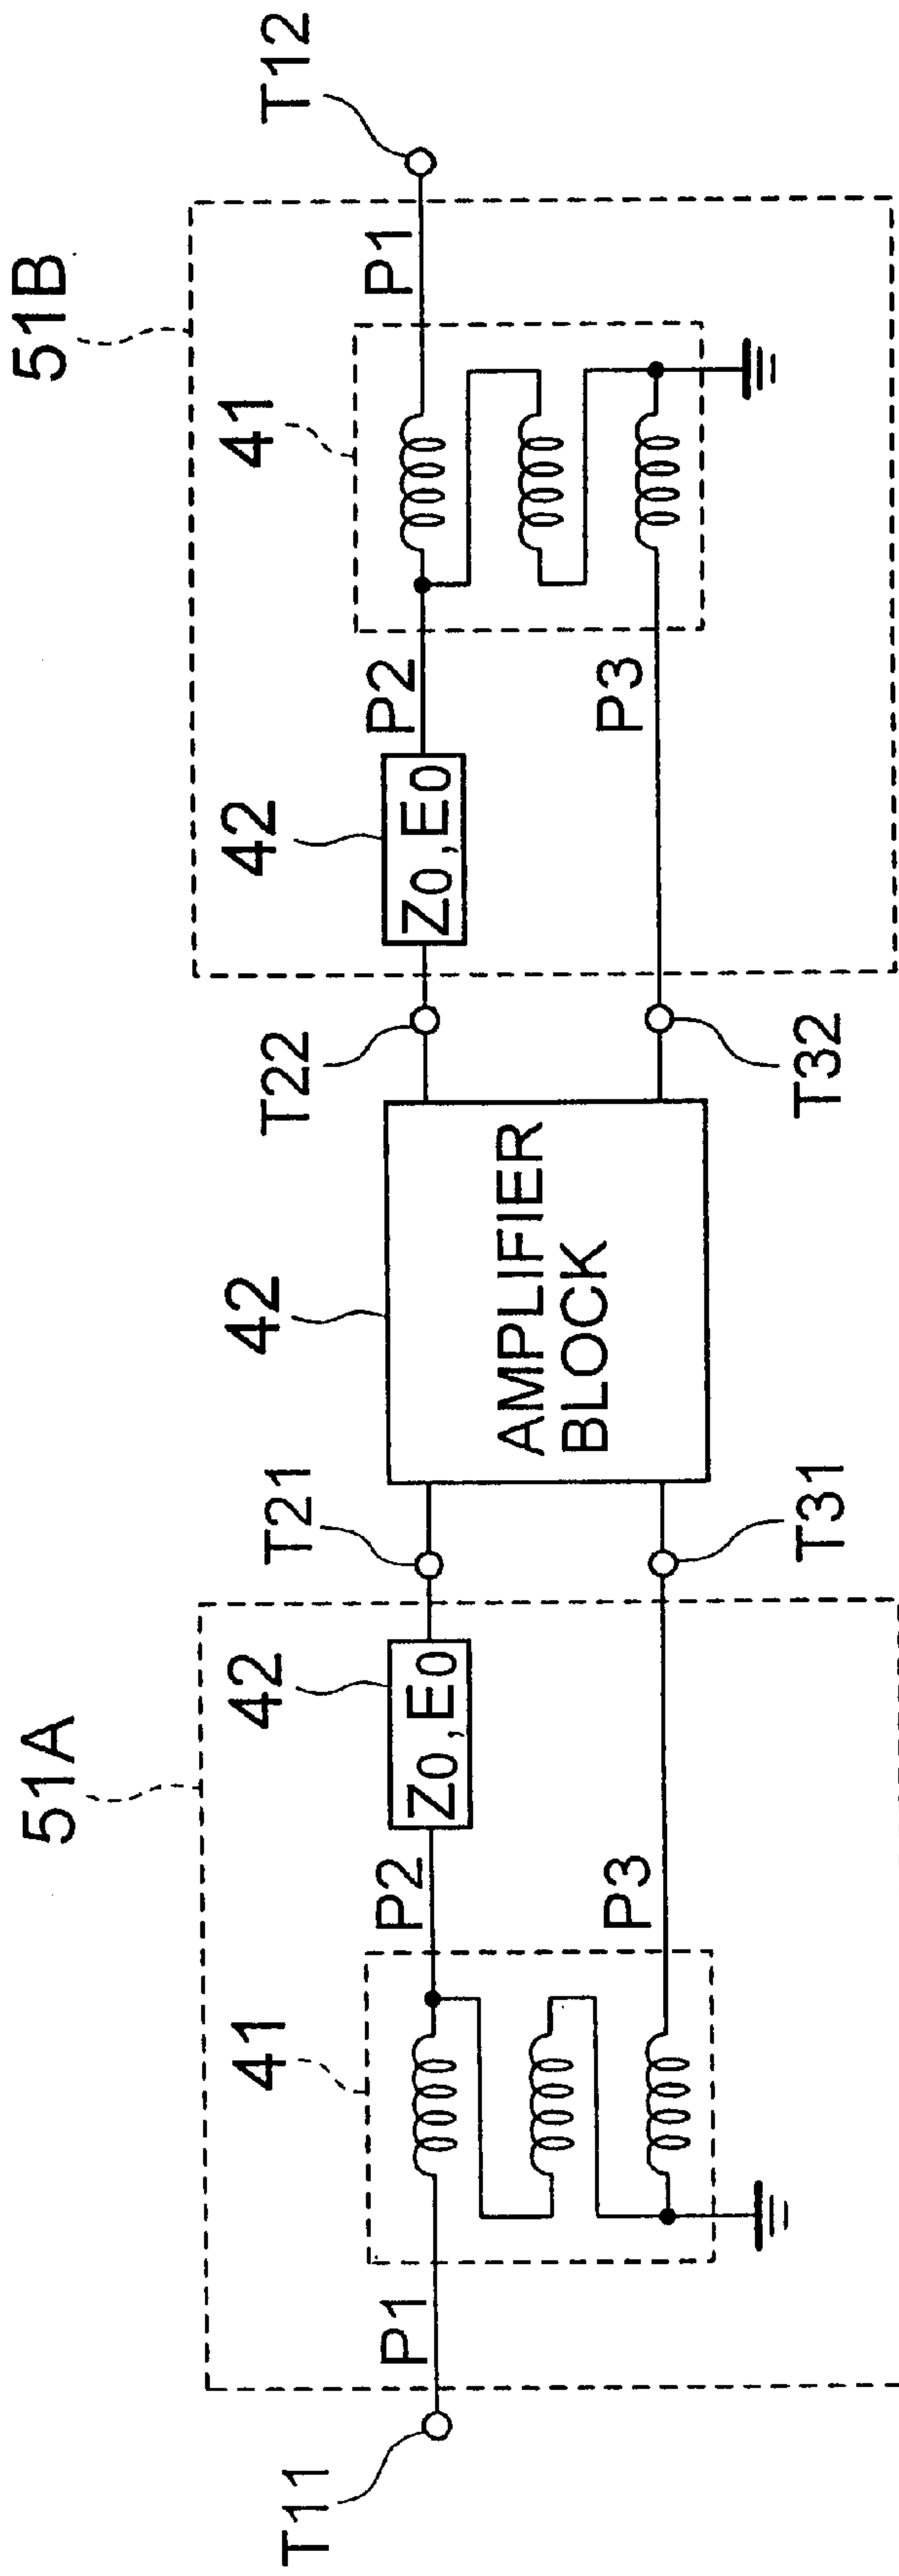 51A
51B
41
42
T21
42
T22
42
41
T12
T11
P1
P2
Z0, E0
AMPLIFIER
BLOCK
Z0, E0
P2
P1
P3
T31
T32
P3